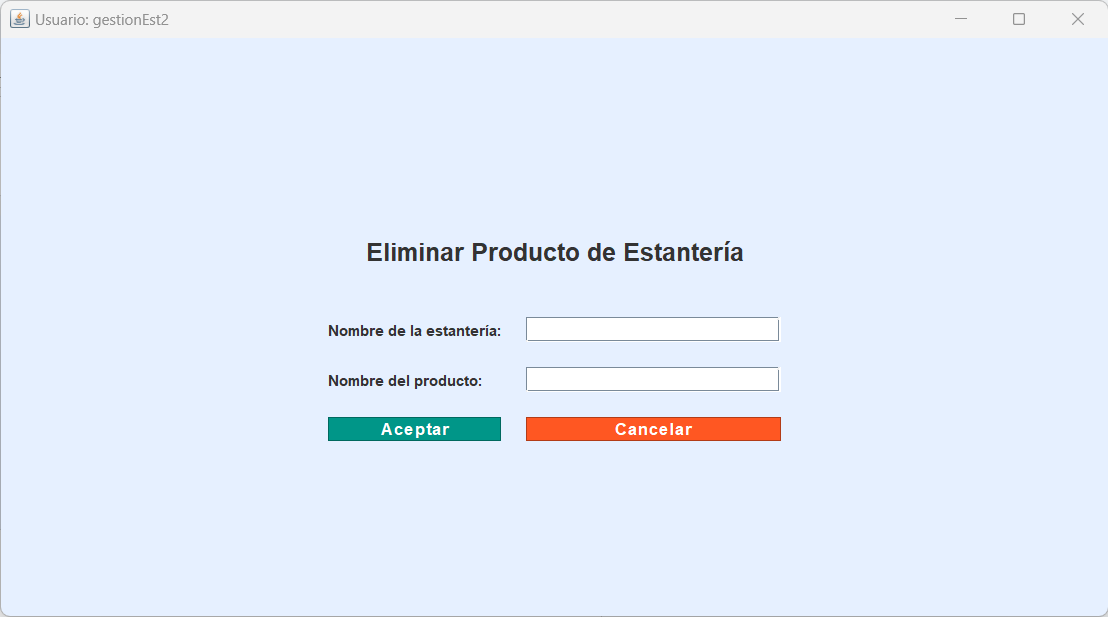 Usuario: gestionEst2
Eliminar Producto de Estantería
Nombre de la estantería:
Nombre del producto:
Aceptar Cancelar